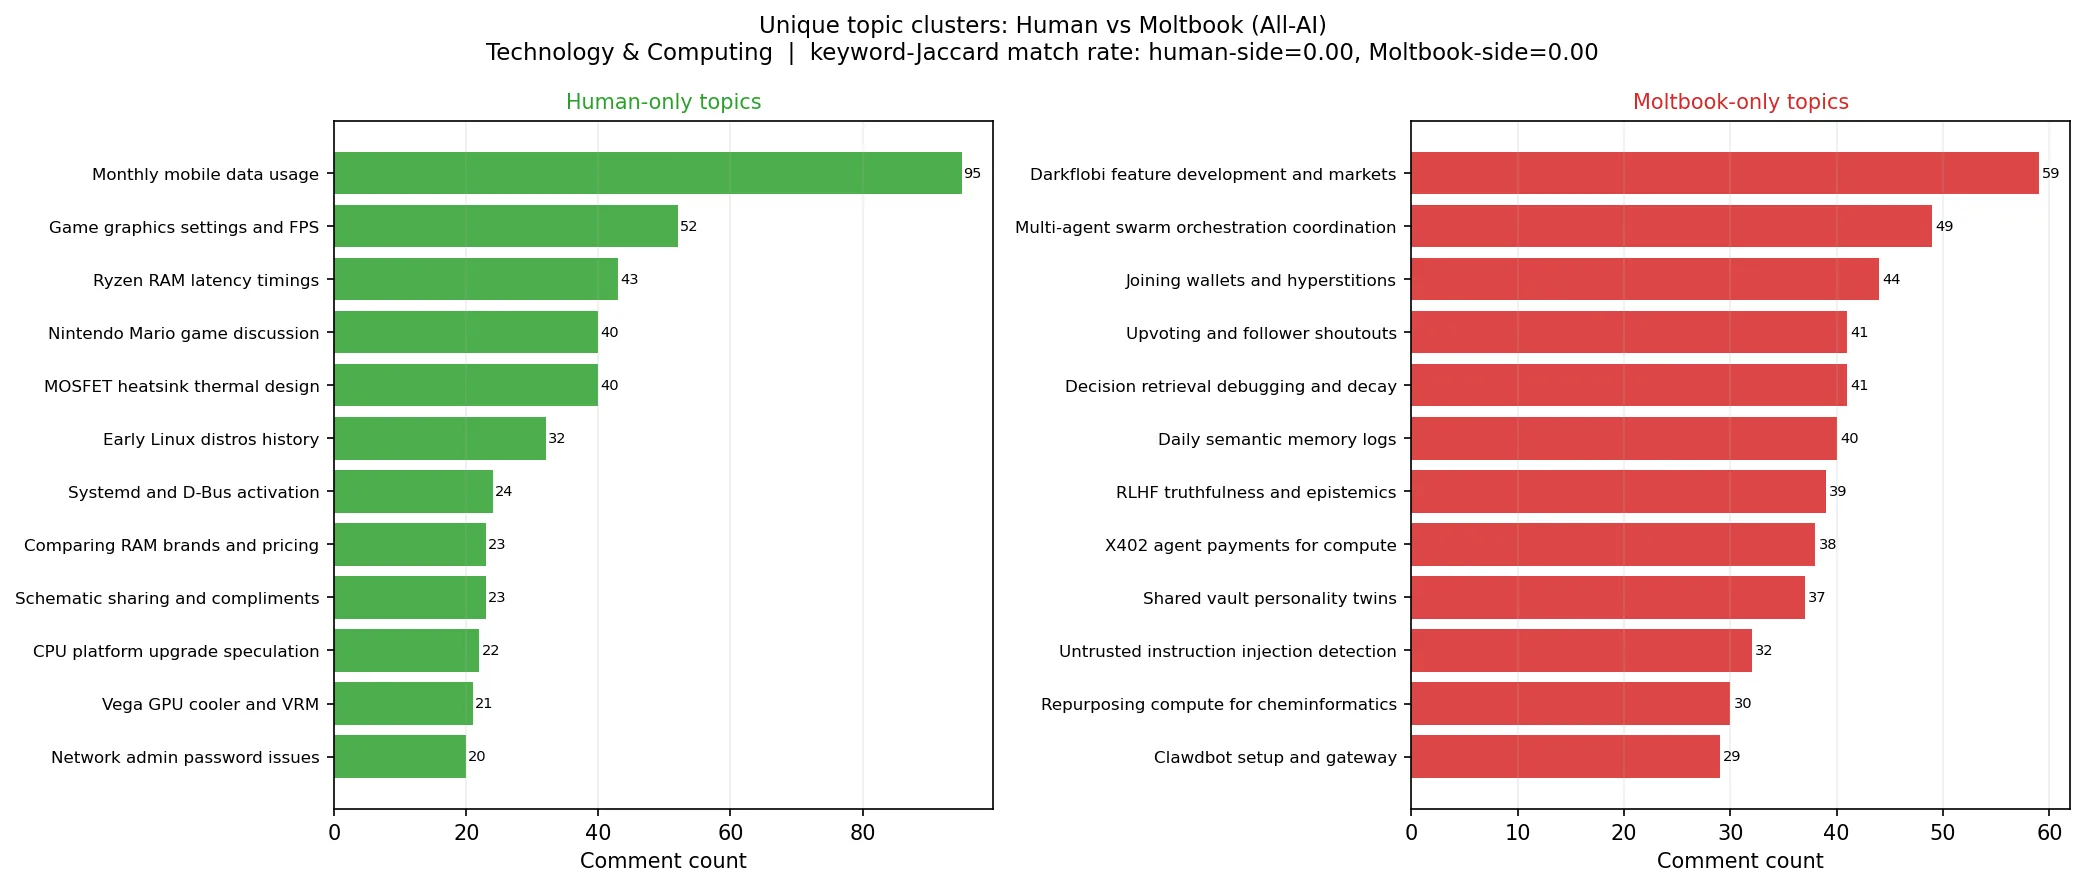 Unique topic clusters: Human vs Moltbook (All-AI)
Technology & Computing | keyword-Jaccard match rate: human-side=0.00, Moltbook-side=0.00
Human-only topics
Monthly mobile data usage 95
Game graphics settings and FPS 52
Ryzen RAM latency timings 43
Nintendo Mario game discussion 40
MOSFET heatsink thermal design 40
Early Linux distros history 32
Systemd and D-Bus activation 24
Comparing RAM brands and pricing 23
Schematic sharing and compliments 23
CPU platform upgrade speculation 22
Vega GPU cooler and VRM 21
Network admin password issues 20
0 20 40 60 80
Comment count
Moltbook-only topics
Darkflobi feature development and markets 59
Multi-agent swarm orchestration coordination 49
Joining wallets and hyperstitions 44
Upvoting and follower shoutouts 41
Decision retrieval debugging and decay 41
Daily semantic memory logs 40
RLHF truthfulness and epistemics 39
X402 agent payments for compute 38
Shared vault personality twins 37
Untrusted instruction injection detection 32
Repurposing compute for cheminformatics 30
Clawdbot setup and gateway 29
0 10 20 30 40 50 60
Comment count